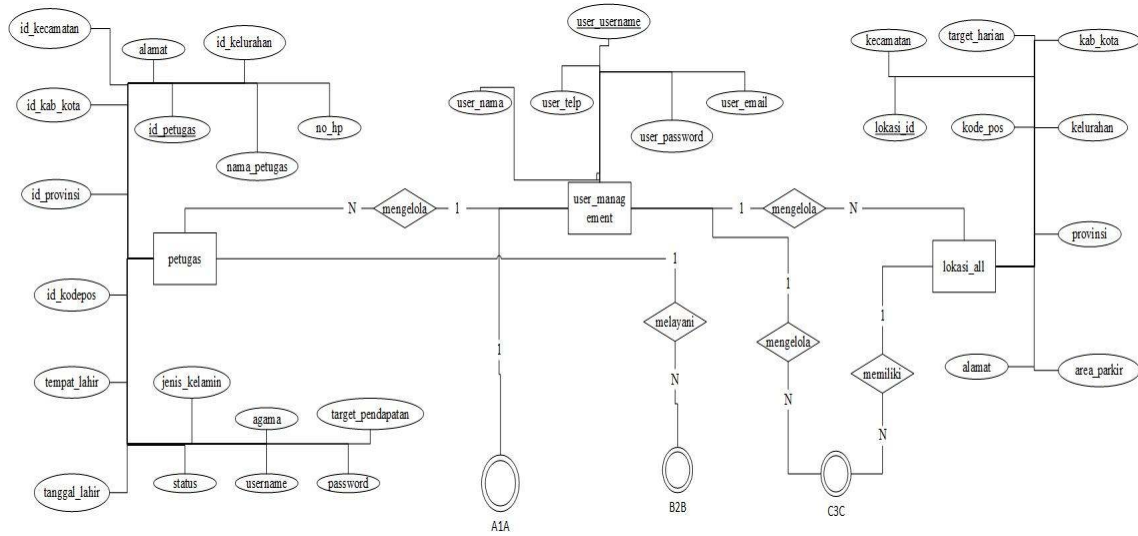 id_kecamatan
alamat
id_kelurahan
user_username
kecamatan
target_harian
kab_kota
id_kab_kota
id_petugas
no_hp
user_nama
user_telp
user_email
user_password
lokasi_id
kode_pos
kelurahan
nama_petugas
id_provinsi
N
mengelola
1
user_manag
ement
1
mengelola
N
provinsi
petugas
lokasi_all
1
id_kodepos
1
1
melayani
mengelola
1
tempat_lahir
jenis_kelamin
1
alamat
memiliki
area_parkir
N
N
agama
target_pendapatan
N
N
tanggal_lahir
status
username
password
A1A
B2B
C3C